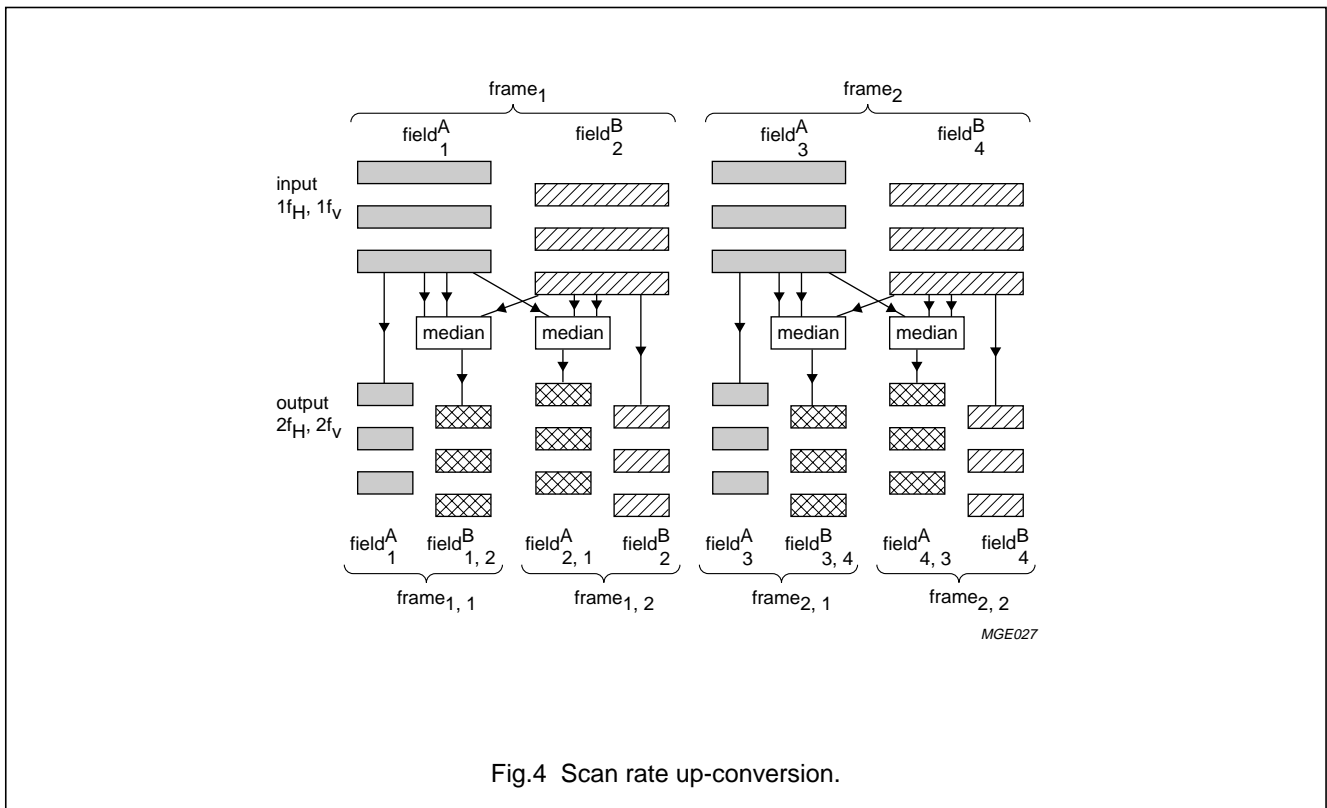 frame1 frame2
fieldA1 fieldB2 fieldA3 fieldB4
input
1fH, 1fv
median median median median
output
2fH, 2fv
fieldA1 fieldB1, 2 fieldA2, 1 fieldB2 fieldA3 fieldB3, 4 fieldA4, 3 fieldB4
frame1, 1 frame1, 2 frame2, 1 frame2, 2
MGE027
Fig.4 Scan rate up-conversion.